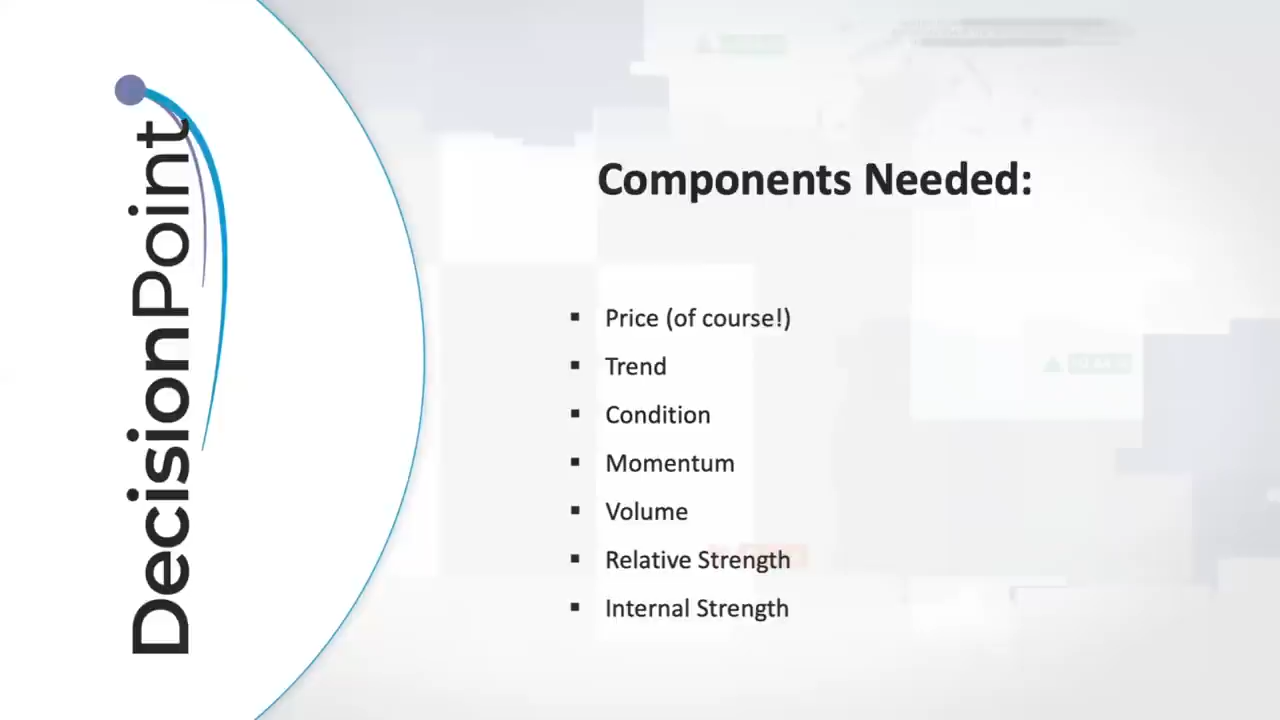 DecisionPoint
Components Needed:
▪ Price (of course!)
▪ Trend
▪ Condition
▪ Momentum
▪ Volume
▪ Relative Strength
▪ Internal Strength